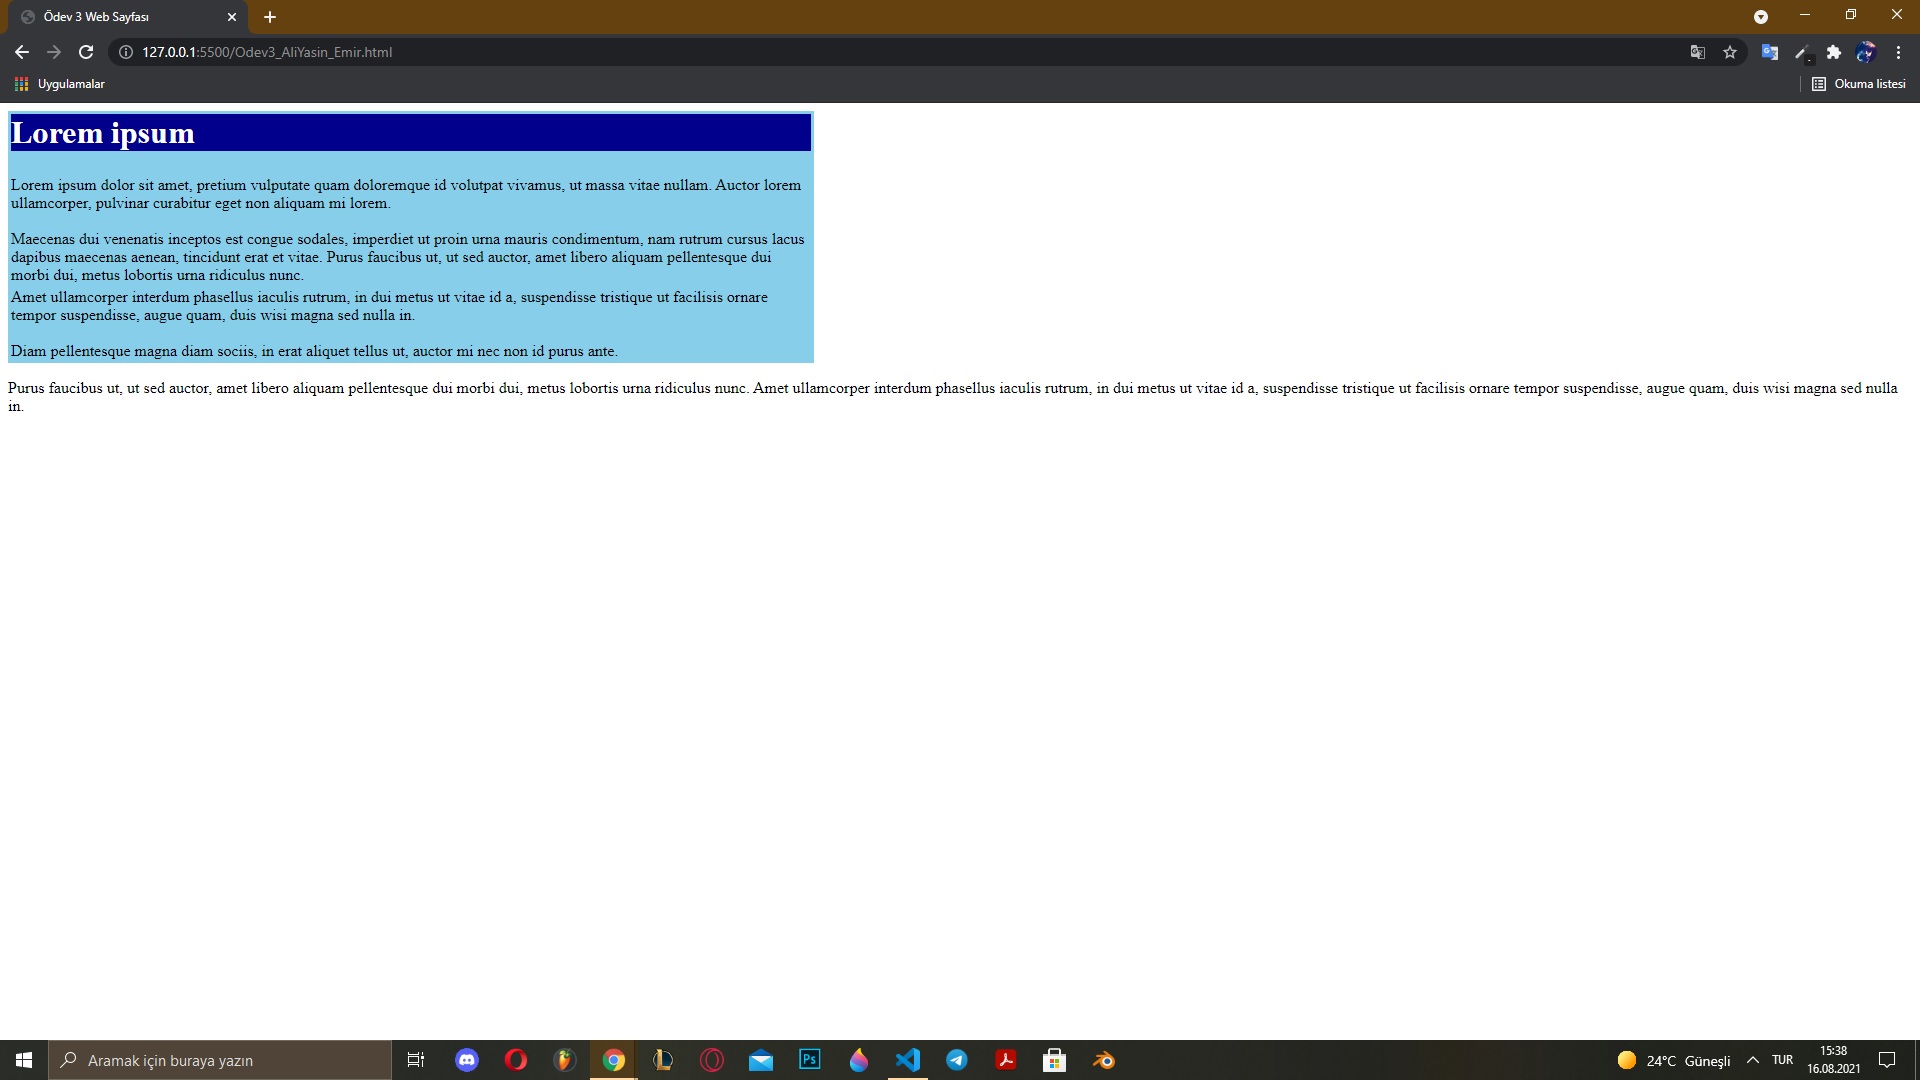 Ödev 3 Web Sayfası
127.0.0.1:5500/Odev3_AliYasin_Emir.html
Uygulamalar
Okuma listesi
Lorem ipsum
Lorem ipsum dolor sit amet, pretium vulputate quam doloremque id volutpat vivamus, ut massa vitae nullam. Auctor lorem
ullamcorper, pulvinar curabitur eget non aliquam mi lorem.
Maecenas dui venenatis inceptos est congue sodales, imperdiet ut proin urna mauris condimentum, nam rutrum cursus lacus
dapibus maecenas aenean, tincidunt erat et vitae. Purus faucibus ut, ut sed auctor, amet libero aliquam pellentesque dui
morbi dui, metus lobortis urna ridiculus nunc.
Amet ullamcorper interdum phasellus iaculis rutrum, in dui metus ut vitae id a, suspendisse tristique ut facilisis ornare
tempor suspendisse, augue quam, duis wisi magna sed nulla in.
Diam pellentesque magna diam sociis, in erat aliquet tellus ut, auctor mi nec non id purus ante.
Purus faucibus ut, ut sed auctor, amet libero aliquam pellentesque dui morbi dui, metus lobortis urna ridiculus nunc. Amet ullamcorper interdum phasellus iaculis rutrum, in dui metus ut vitae id a, suspendisse tristique ut facilisis ornare tempor suspendisse, augue quam, duis wisi magna sed nulla
in.
Aramak için buraya yazın
Ps
24°C Güneşli
TUR
15:38
16.08.2021